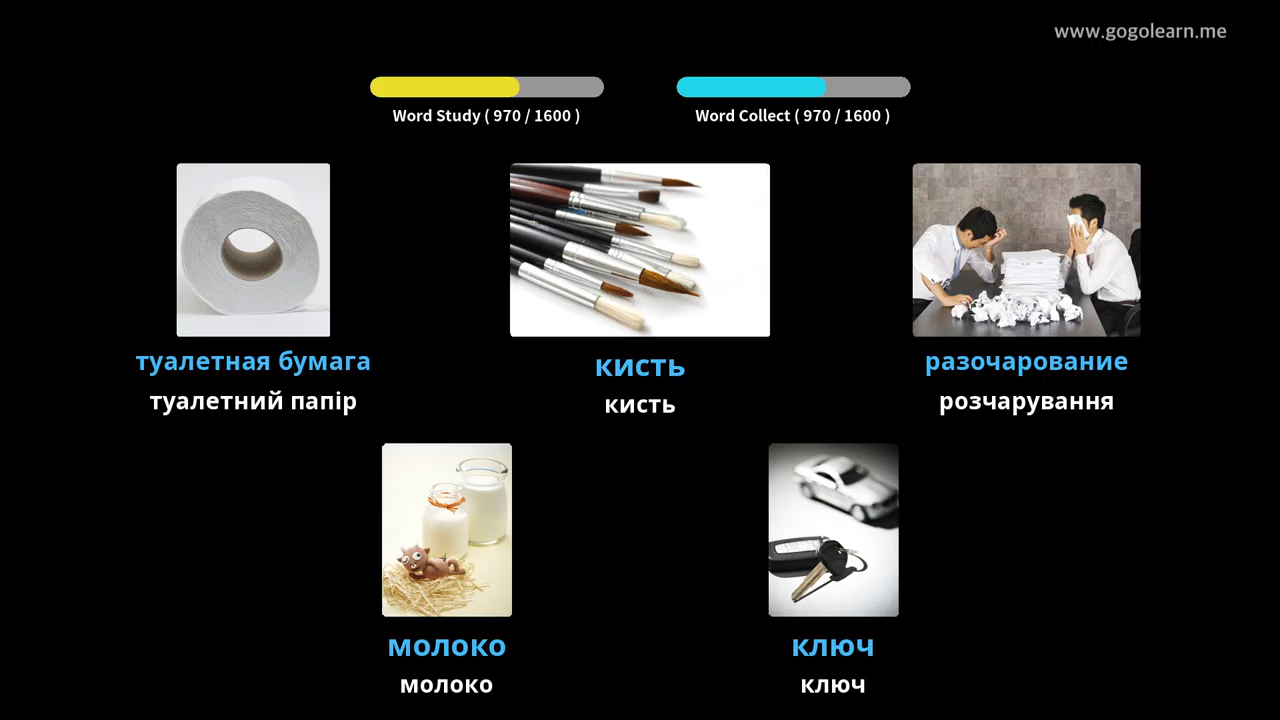 www.gogolearn.me
Word Study ( 970 / 1600 )
Word Collect ( 970 / 1600 )
туалетная бумага
туалетний папір
кисть
кисть
разочарование
розчарування
молоко
молоко
ключ
ключ